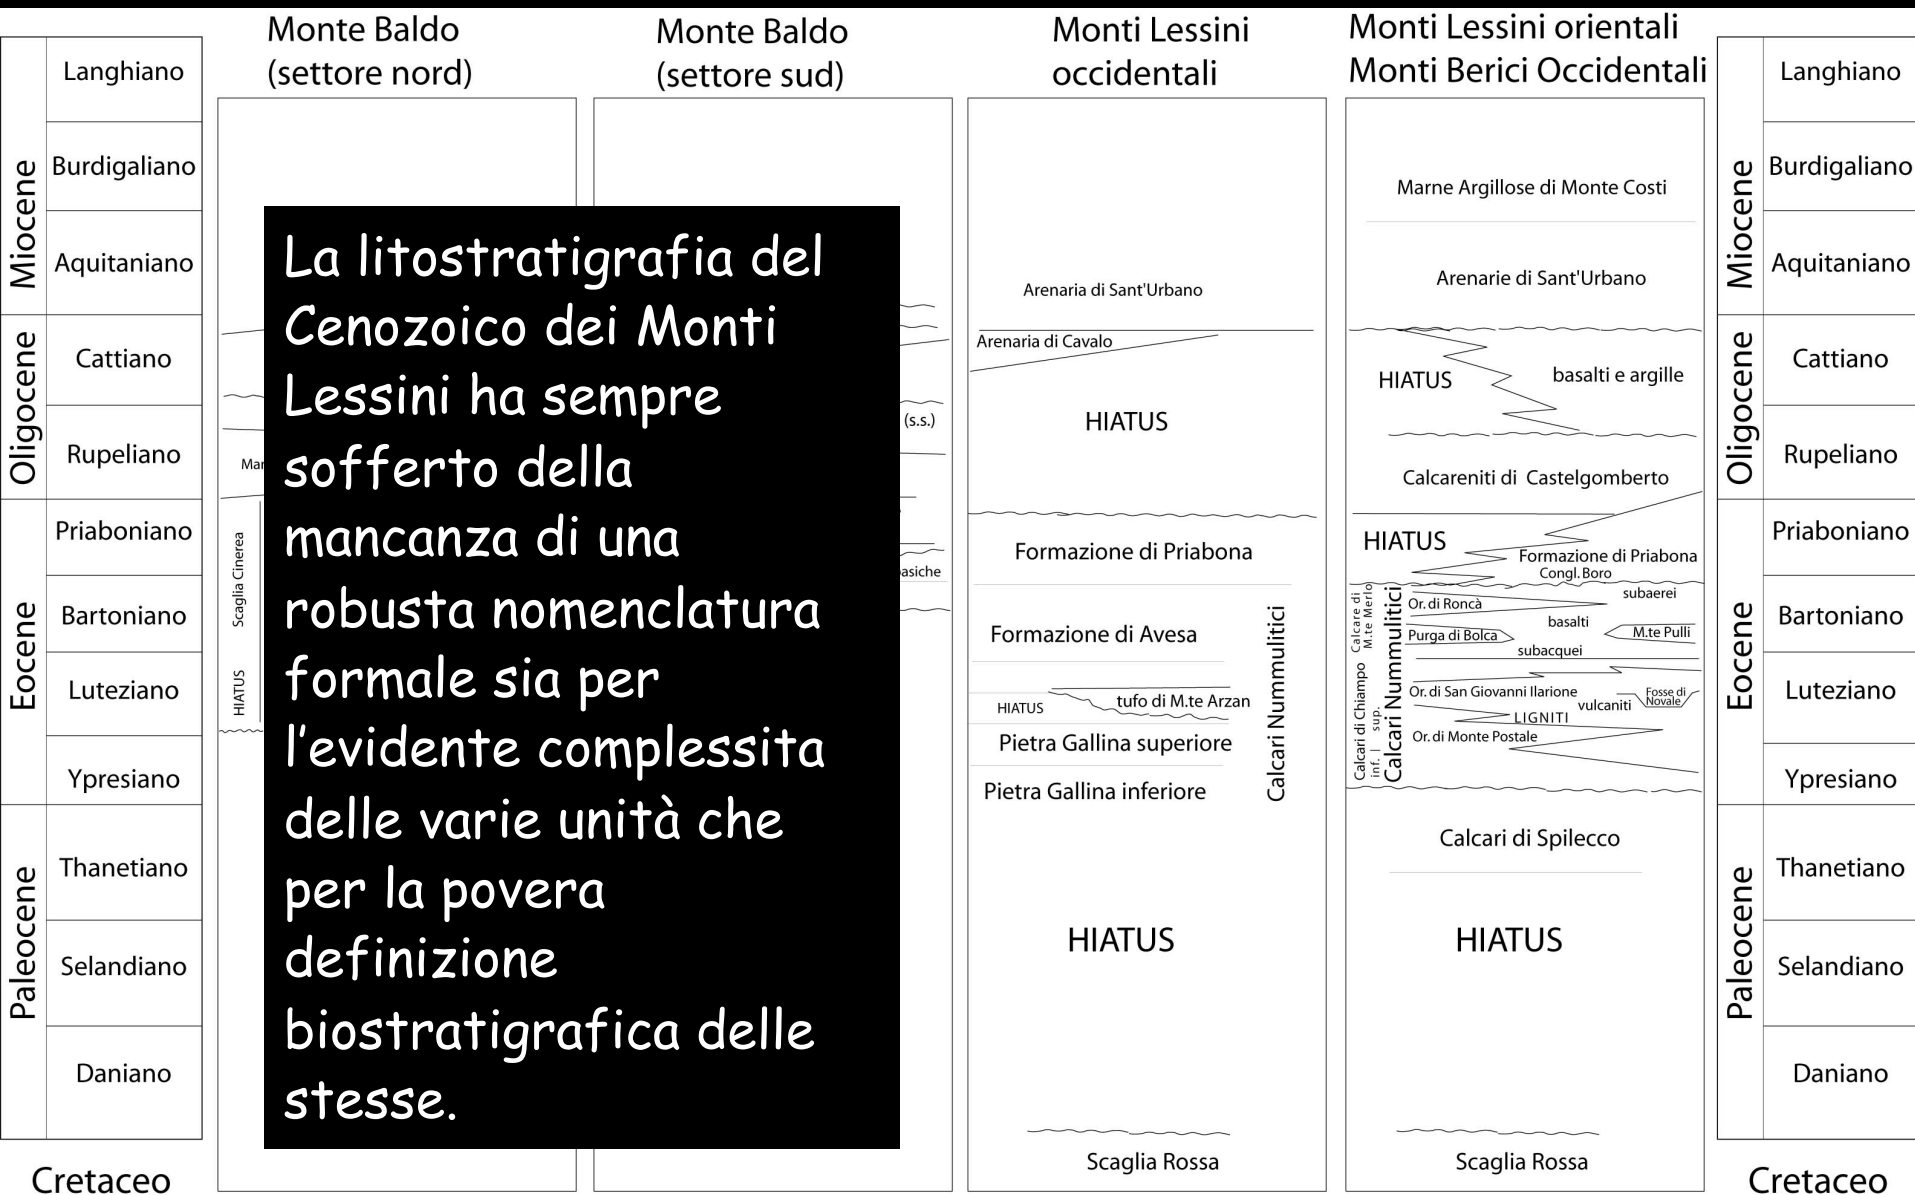 Monte Baldo
(settore nord)
Monte Baldo
(settore sud)
Monti Lessini
occidentali
Monti Lessini orientali
Monti Berici Occidentali
Miocene
Langhiano
Burdigaliano
Aquitaniano
Oligocene
Cattiano
Rupeliano
Eocene
Priaboniano
Bartoniano
Luteziano
Ypresiano
Paleocene
Thanetiano
Selandiano
Daniano
Cretaceo
Mar
Scaglia Cinerea
HIATUS
La litostratigrafia del
Cenozoico dei Monti
Lessini ha sempre
sofferto della
mancanza di una
robusta nomenclatura
formale sia per
l'evidente complessita
delle varie unità che
per la povera
definizione
biostratigrafica delle
stesse.
(s.s.)
asiche
Arenaria di Sant'Urbano
Arenaria di Cavalo
HIATUS
Formazione di Priabona
Formazione di Avesa
tufo di M.te Arzan
HIATUS
Pietra Gallina superiore
Pietra Gallina inferiore
Calcari Nummulitici
HIATUS
Scaglia Rossa
Marne Argillose di Monte Costi
Arenarie di Sant'Urbano
HIATUS
basalti e argille
Calcareniti di Castelgomberto
HIATUS
Formazione di Priabona
Congl. Boro
subaerei
Or. di Roncà
basalti
Purga di Bolca
M.te Pulli
subacquei
Or. di San Giovanni Ilarione
vulcaniti
Fosse di
Novale
LIGNITI
Or. di Monte Postale
Calcare di
M.te Merlo
Calcari di Chiampo
inf. | sup.
Calcari Nummulitici
Calcari di Spilecco
HIATUS
Scaglia Rossa
Miocene
Langhiano
Burdigaliano
Aquitaniano
Oligocene
Cattiano
Rupeliano
Eocene
Priaboniano
Bartoniano
Luteziano
Ypresiano
Paleocene
Thanetiano
Selandiano
Daniano
Cretaceo